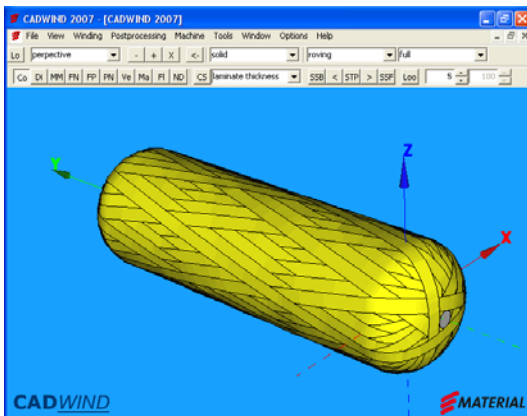 CADWIND 2007 - [CADWIND 2007]
File View Winding Postprocessing Machine Tools Window Options Help
Lo perpective - + X <- solid roving full
Co DI MM FN FP PN Ve Ma Fl ND CS laminate thickness SSB < STP > SSF Loo 5 100
Z
Y
X
CADWIND
MATERIAL